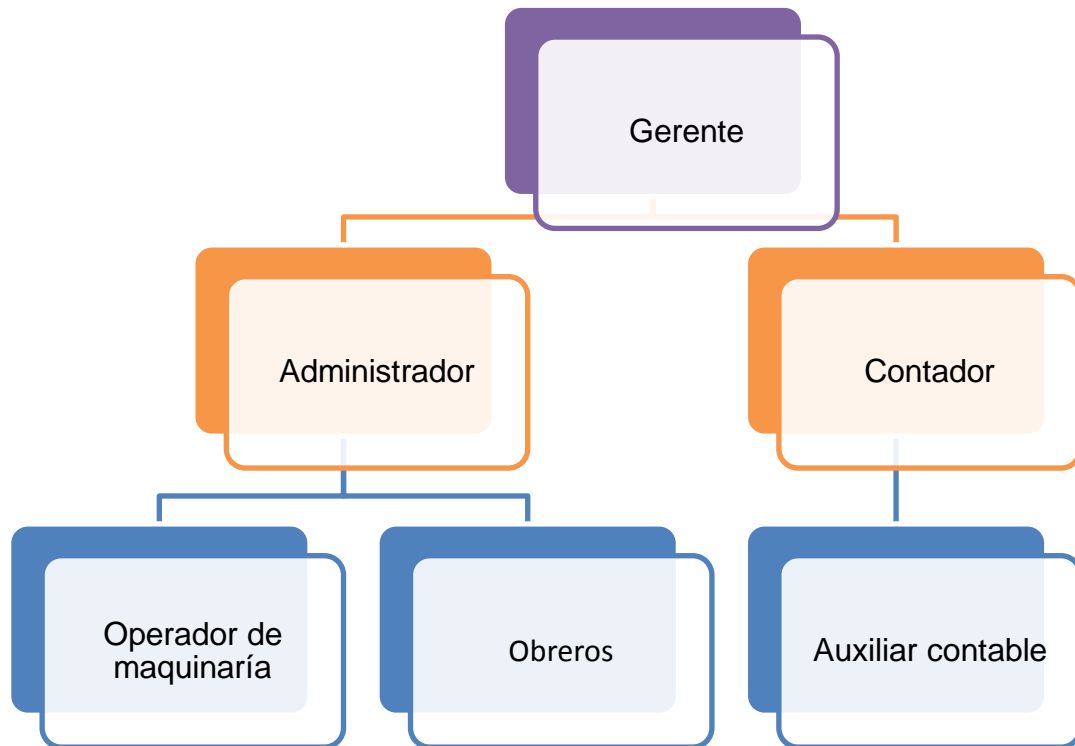 Gerente
Administrador
Contador
Operador de
maquinaría
Obreros
Auxiliar contable